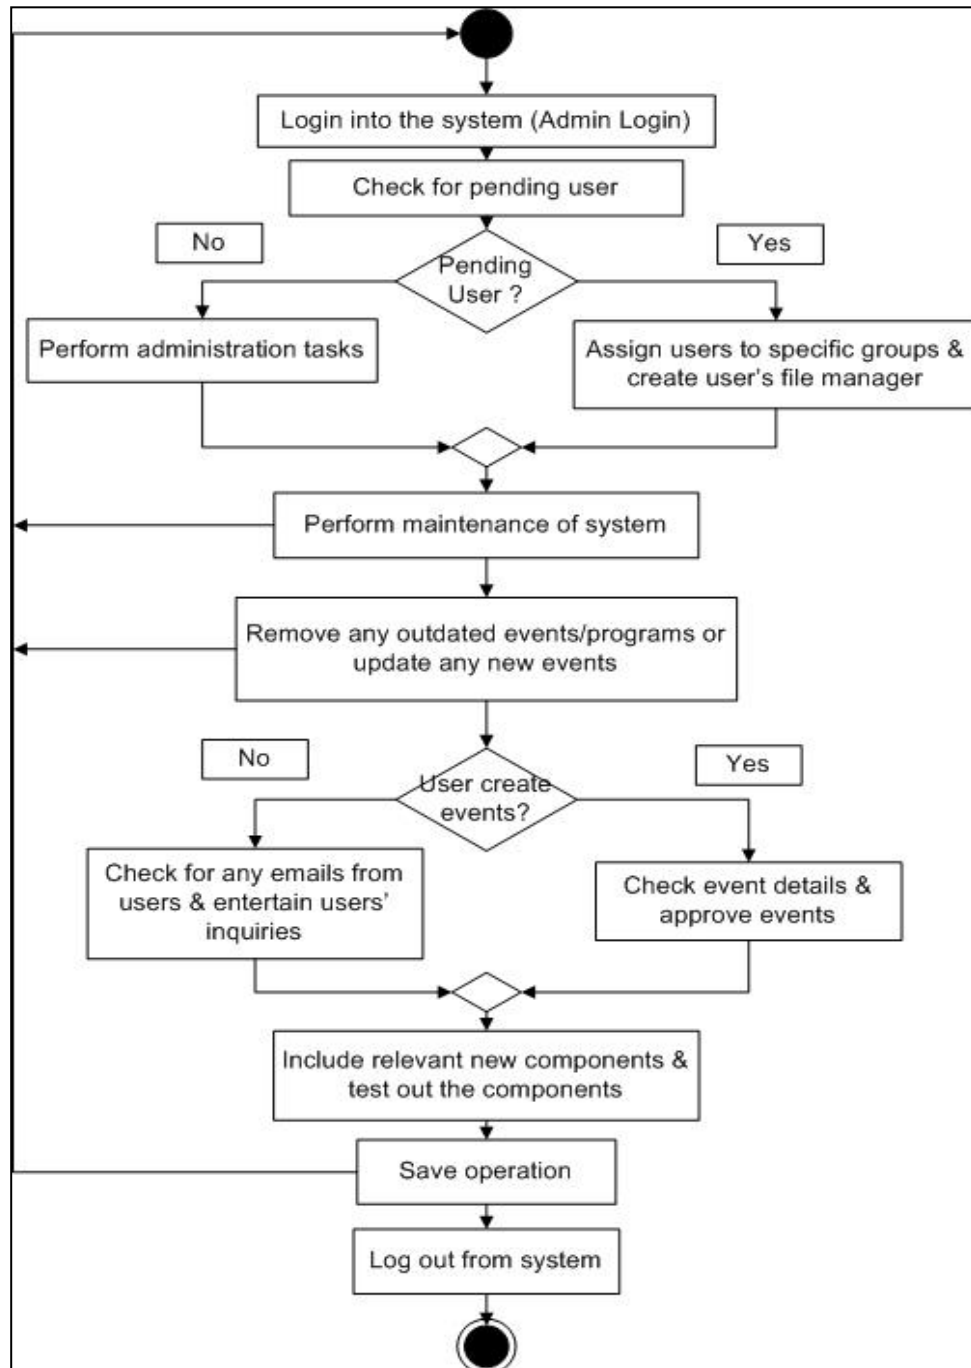 Login into the system (Admin Login)
Check for pending user
No
Yes
Pending
User ?
Perform administration tasks
Assign users to specific groups &
create user's file manager
Perform maintenance of system
Remove any outdated events/programs or
update any new events
No
Yes
User create
events?
Check for any emails from
users & entertain users'
inquiries
Check event details &
approve events
Include relevant new components &
test out the components
Save operation
Log out from system